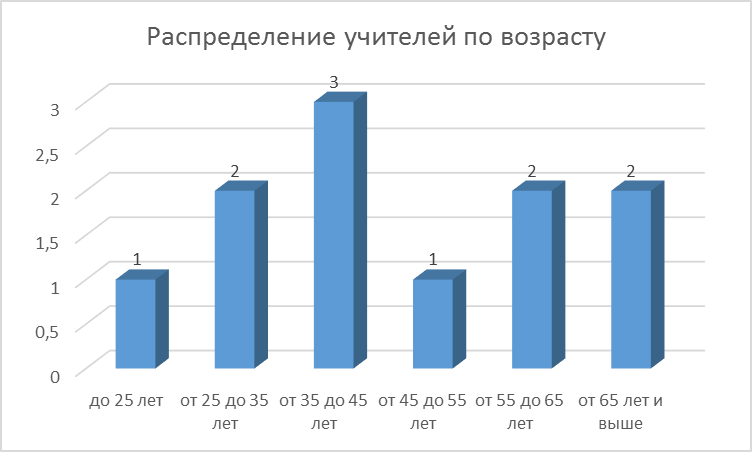 Распределение учителей по возрасту
3
2,5
2
1,5
1
0,5
0
1
2
3
1
2
2
до 25 лет
от 25 до 35
лет
от 35 до 45
лет
от 45 до 55
лет
от 55 до 65
лет
от 65 лет и
выше